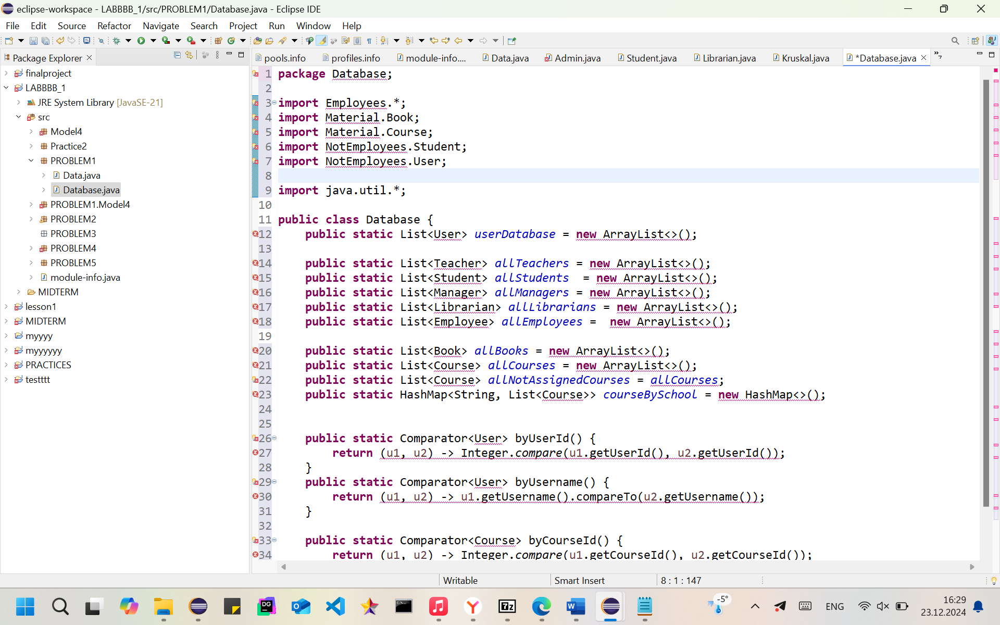 eclipse-workspace - LABBBB_1/src/PROBLEM1/Database.java - Eclipse IDE
File Edit Source Refactor Navigate Search Project Run Window Help
Package Explorer
finalproject
LABBBB_1
JRE System Library [JavaSE-21]
src
Model4
Practice2
PROBLEM1
Data.java
Database.java
PROBLEM1.Model4
PROBLEM2
PROBLEM3
PROBLEM4
PROBLEM5
module-info.java
MIDTERM
lesson1
MIDTERM
myyyy
myyyyyy
PRACTICES
testttt
pools.info profiles.info module-info.... Data.java Admin.java Student.java Librarian.java Kruskal.java *Database.java »7
1 package Database;
2
3 import Employees.*;
4 import Material.Book;
5 import Material.Course;
6 import NotEmployees.Student;
7 import NotEmployees.User;
8
9 import java.util.*;
10
11 public class Database {
12 public static List<User> userDatabase = new ArrayList<>();
13
14 public static List<Teacher> allTeachers = new ArrayList<>();
15 public static List<Student> allStudents  = new ArrayList<>();
16 public static List<Manager> allManagers = new ArrayList<>();
17 public static List<Librarian> allLibrarians = new ArrayList<>();
18 public static List<Employee> allEmployees =  new ArrayList<>();
19
20 public static List<Book> allBooks = new ArrayList<>();
21 public static List<Course> allCourses = new ArrayList<>();
22 public static List<Course> allNotAssignedCourses = allCourses;
23 public static HashMap<String, List<Course>> courseBySchool = new HashMap<>();
24
25
26 public static Comparator<User> byUserId() {
27 return (u1, u2) -> Integer.compare(u1.getUserId(), u2.getUserId());
28 }
29 public static Comparator<User> byUsername() {
30 return (u1, u2) -> u1.getUsername().compareTo(u2.getUsername());
31 }
32
33 public static Comparator<Course> byCourseId() {
34 return (u1, u2) -> Integer.compare(u1.getCourseId(), u2.getCourseId());
Writable Smart Insert 8 : 1 : 147
DG
7z
W
-5°
ENG
16:29
23.12.2024